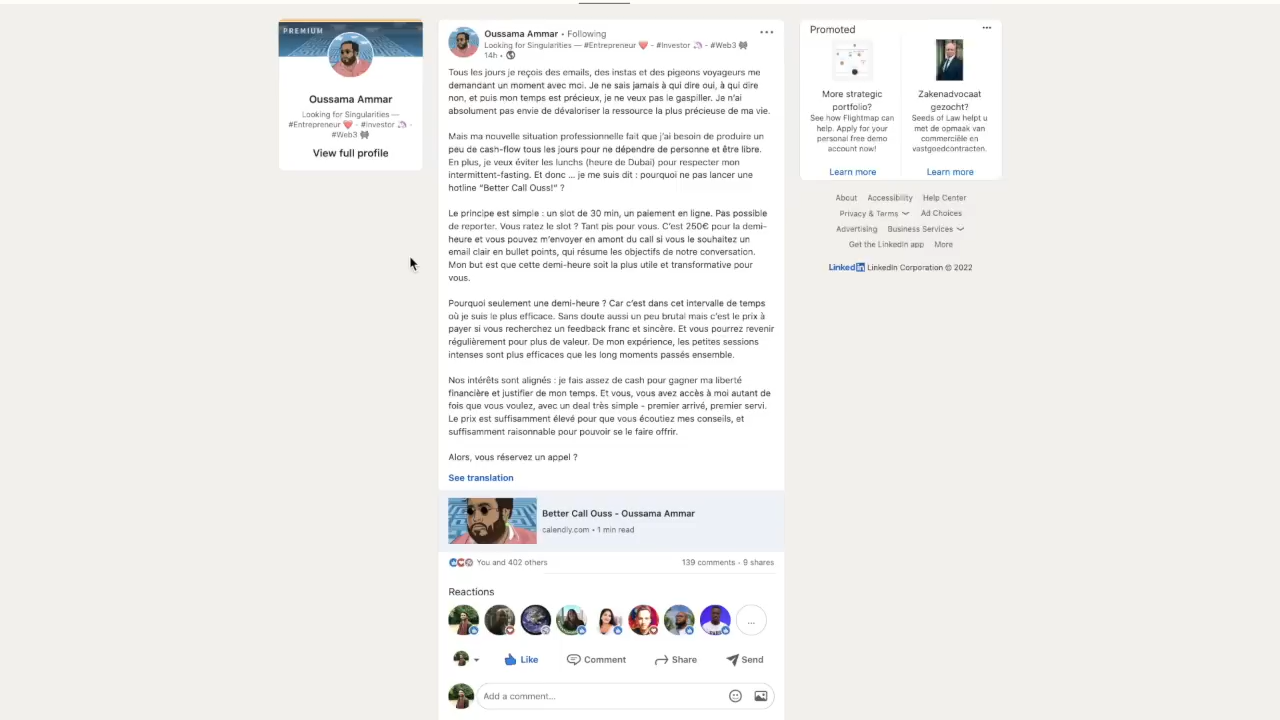 PREMIUM
Oussama Ammar
Looking for Singularities —
#Entrepreneur - #Investor -
#Web3
View full profile
Oussama Ammar • Following
Looking for Singularities — #Entrepreneur - #Investor - #Web3
14h •
Tous les jours je reçois des emails, des instas et des pigeons voyageurs me
demandant un moment avec moi. Je ne sais jamais à qui dire oui, à qui dire
non, et puis mon temps est précieux, je ne veux pas le gaspiller. Je n’ai
absolument pas envie de dévaloriser la ressource la plus précieuse de ma vie.
Mais ma nouvelle situation professionnelle fait que j’ai besoin de produire un
peu de cash-flow tous les jours pour ne dépendre de personne et être libre.
En plus, je veux éviter les lunchs (heure de Dubai) pour respecter mon
intermittent-fasting. Et donc ... je me suis dit : pourquoi ne pas lancer une
hotline “Better Call Ouss!” ?
Le principe est simple : un slot de 30 min, un paiement en ligne. Pas possible
de reporter. Vous ratez le slot ? Tant pis pour vous. C’est 250€ pour la demi-
heure et vous pouvez m’envoyer en amont du call si vous le souhaitez un
email clair en bullet points, qui résume les objectifs de notre conversation.
Mon but est que cette demi-heure soit la plus utile et transformative pour
vous.
Pourquoi seulement une demi-heure ? Car c’est dans cet intervalle de temps
où je suis le plus efficace. Sans doute aussi un peu brutal mais c’est le prix à
payer si vous recherchez un feedback franc et sincère. Et vous pourrez revenir
régulièrement pour plus de valeur. De mon expérience, les petites sessions
intenses sont plus efficaces que les long moments passés ensemble.
Nos intérêts sont alignés : je fais assez de cash pour gagner ma liberté
financière et justifier de mon temps. Et vous, vous avez accès à moi autant de
fois que vous voulez, avec un deal très simple - premier arrivé, premier servi.
Le prix est suffisamment élevé pour que vous écoutiez mes conseils, et
suffisamment raisonnable pour pouvoir se le faire offrir.
Alors, vous réservez un appel ?
See translation
Better Call Ouss - Oussama Ammar
calendly.com • 1 min read
You and 402 others
139 comments • 9 shares
Reactions
...
Like
Comment
Share
Send
Add a comment...
Promoted
More strategic
portfolio?
See how Flightmap can
help. Apply for your
personal free demo
account now!
Learn more
Zakenadvocaat
gezocht?
Seeds of Law helpt u
met de opmaak van
commerciële en
vastgoedcontracten.
Learn more
About Accessibility Help Center
Privacy & Terms Ad Choices
Advertising Business Services
Get the LinkedIn app More
LinkedIn LinkedIn Corporation © 2022